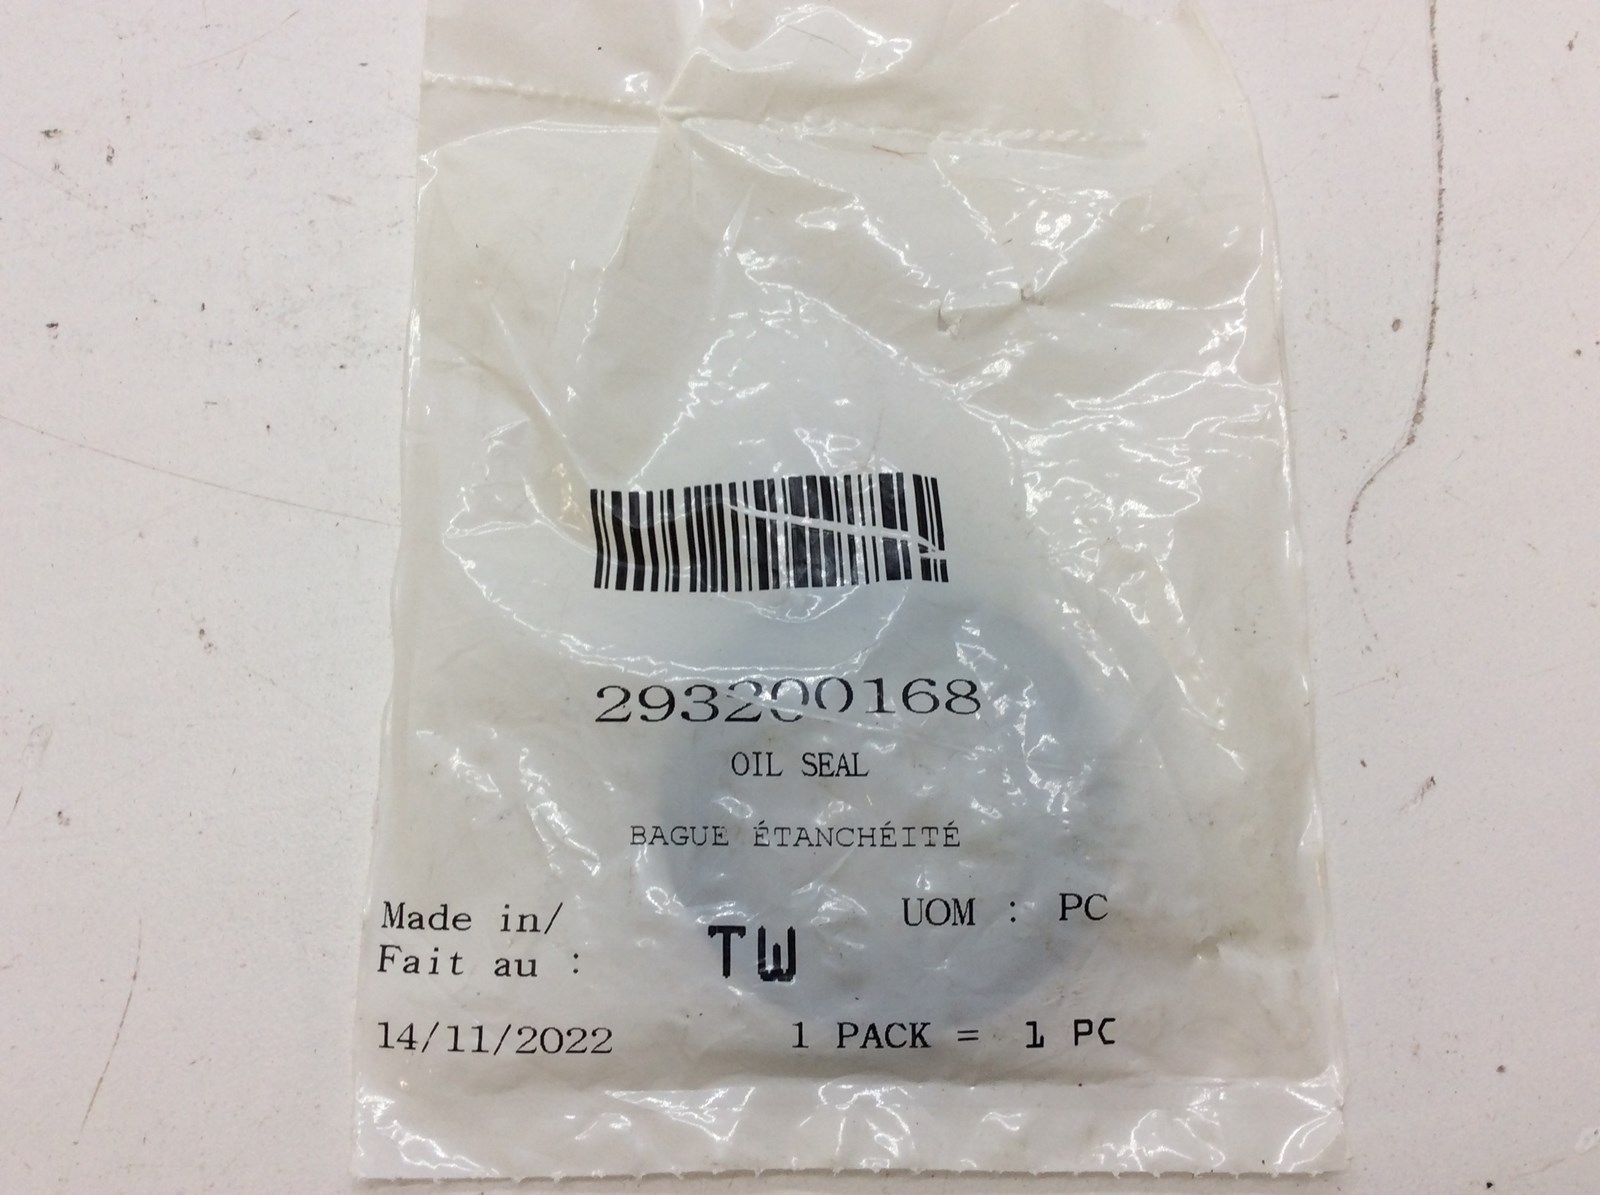 293200168
OIL SEAL
BAGUE ÉTANCHÉITÉ
Made in/
Fait au :
TW
UOM : PC
14/11/2022
1 PACK = 1 PC